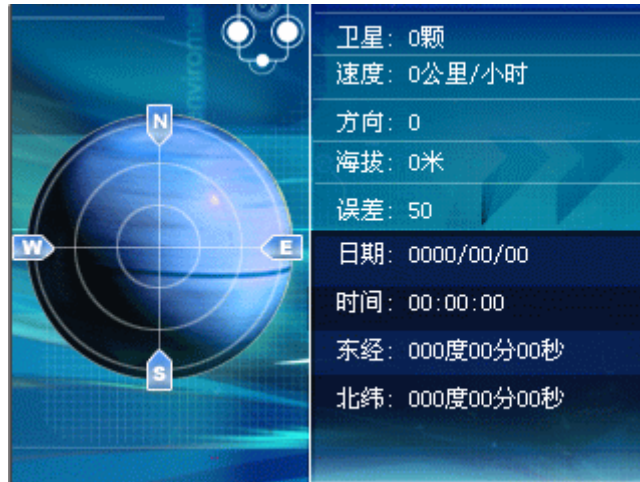 envirome
N
W
E
S
卫星: 0颗
速度: 0公里/小时
方向: 0
海拔: 0米
误差: 50
日期: 0000/00/00
时间: 00:00:00
东经: 000度00分00秒
北纬: 000度00分00秒